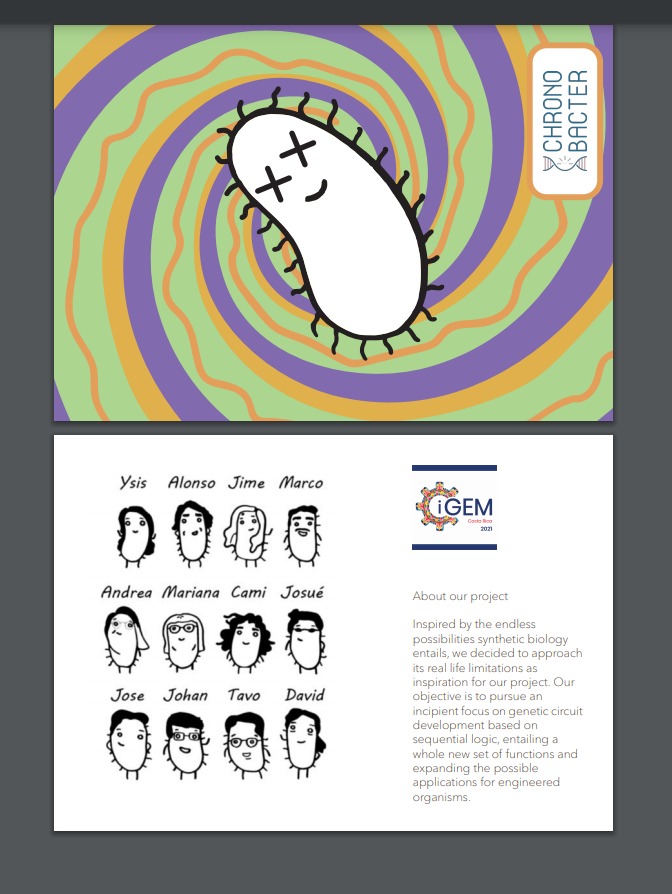 CHRONO
BACTER
Ysis Alonso Jime Marco
Andrea Mariana Cami Josué
Jose Johan Tavo David
iGEM
Costa Rica
2021
About our project
Inspired by the endless
possibilities synthetic biology
entails, we decided to approach
its real life limitations as
inspiration for our project. Our
objective is to pursue an
incipient focus on genetic circuit
development based on
sequential logic, entailing a
whole new set of functions and
expanding the possible
applications for engineered
organisms.